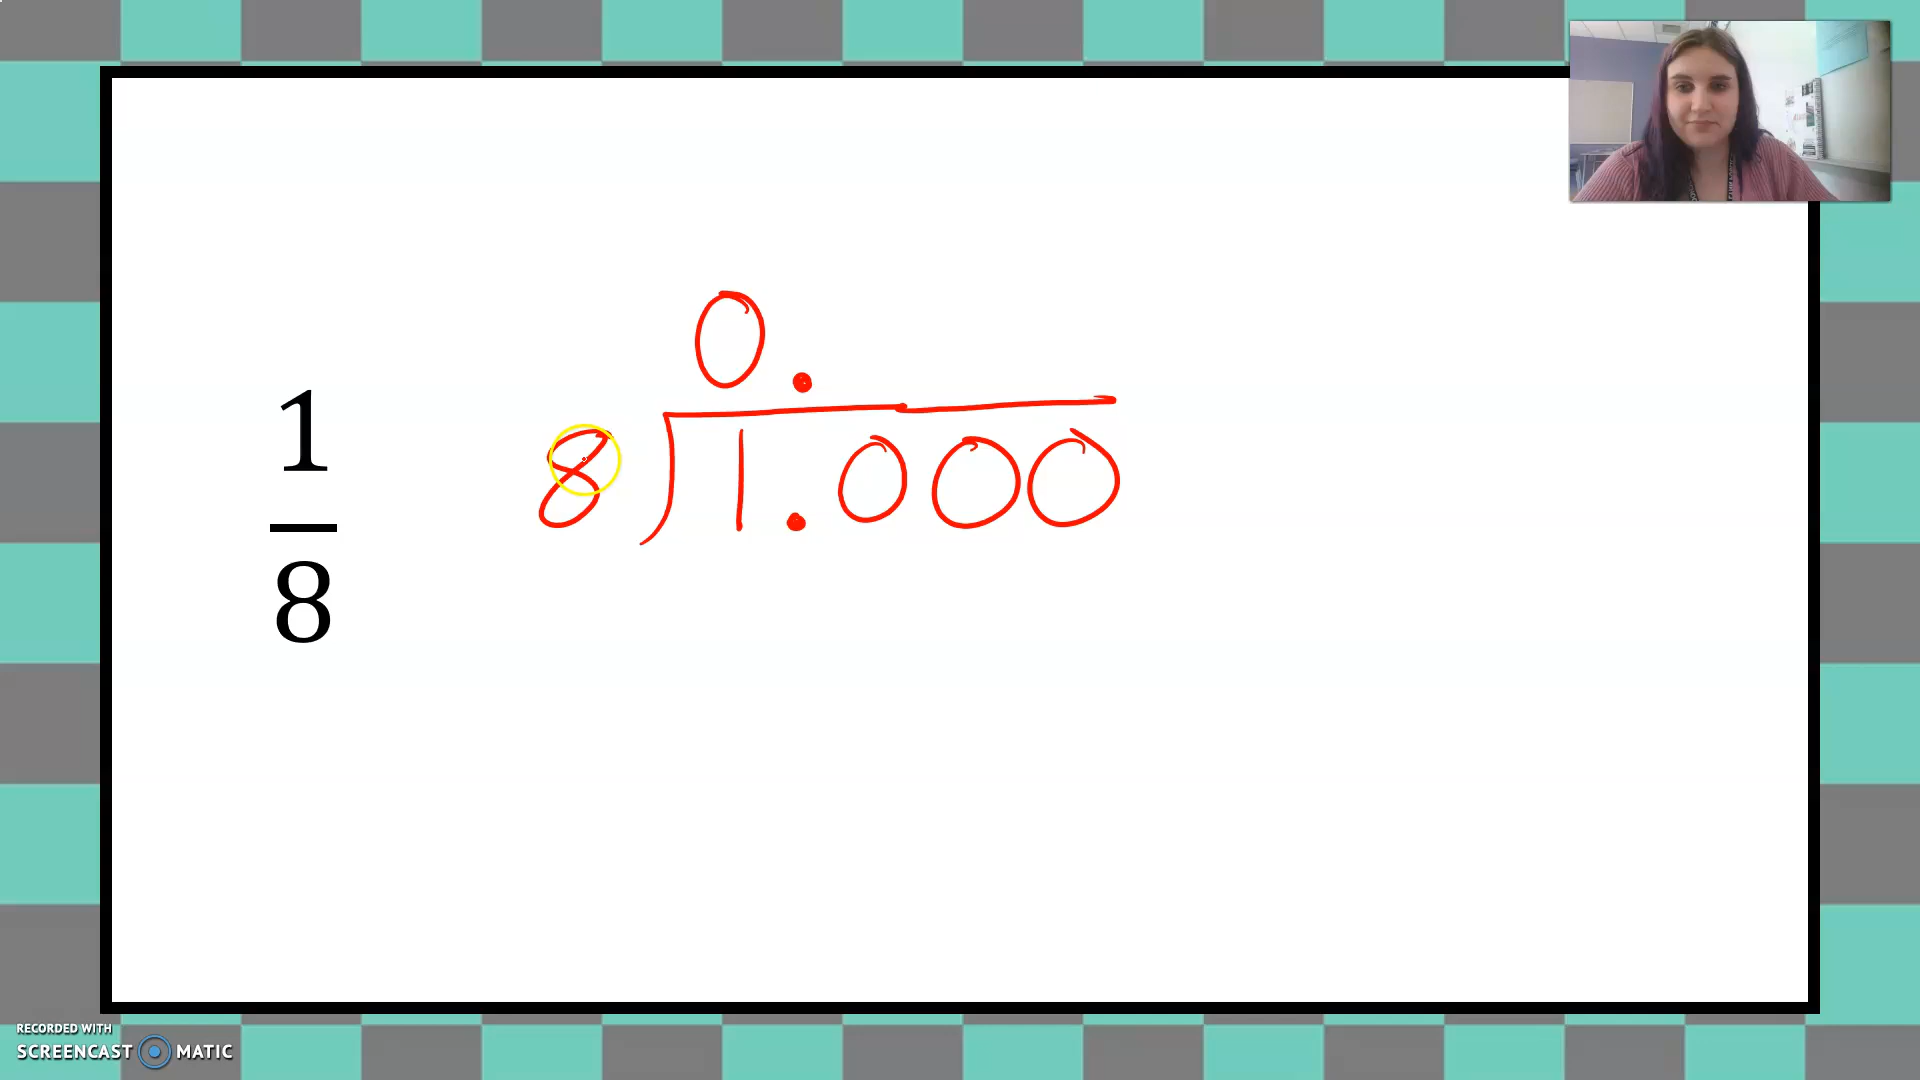 1
8
0.
8 1.000
RECORDED WITH
SCREENCAST MATIC